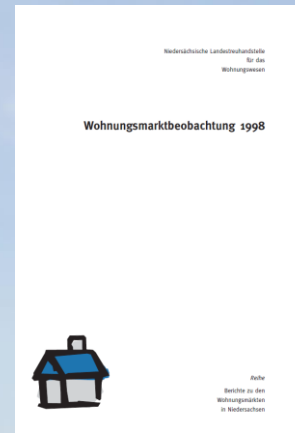 Niedersächsische Landestreuhandstelle
für das
Wohnungswesen
Wohnungsmarktbeobachtung 1998
Reihe
Berichte zu den
Wohnungsmärkten
in Niedersachsen